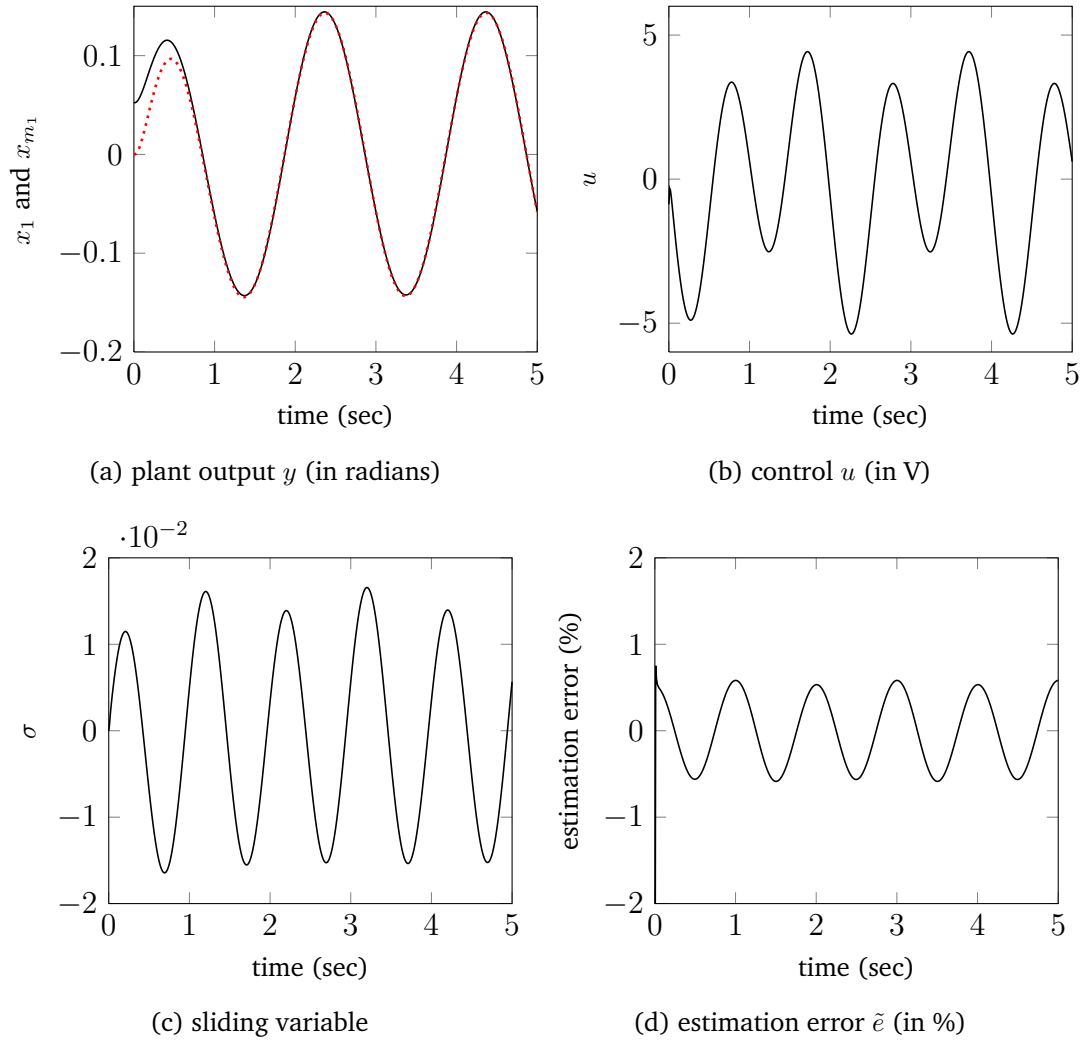 0.1
0
−0.1
−0.2
x₁ and xₘ₁
0 1 2 3 4 5
time (sec)
(a) plant output y (in radians)
5
0
−5
u
0 1 2 3 4 5
time (sec)
(b) control u (in V)
·10⁻²
2
1
0
−1
−2
σ
0 1 2 3 4 5
time (sec)
(c) sliding variable
2
1
0
−1
−2
estimation error (%)
0 1 2 3 4 5
time (sec)
(d) estimation error ẽ (in %)